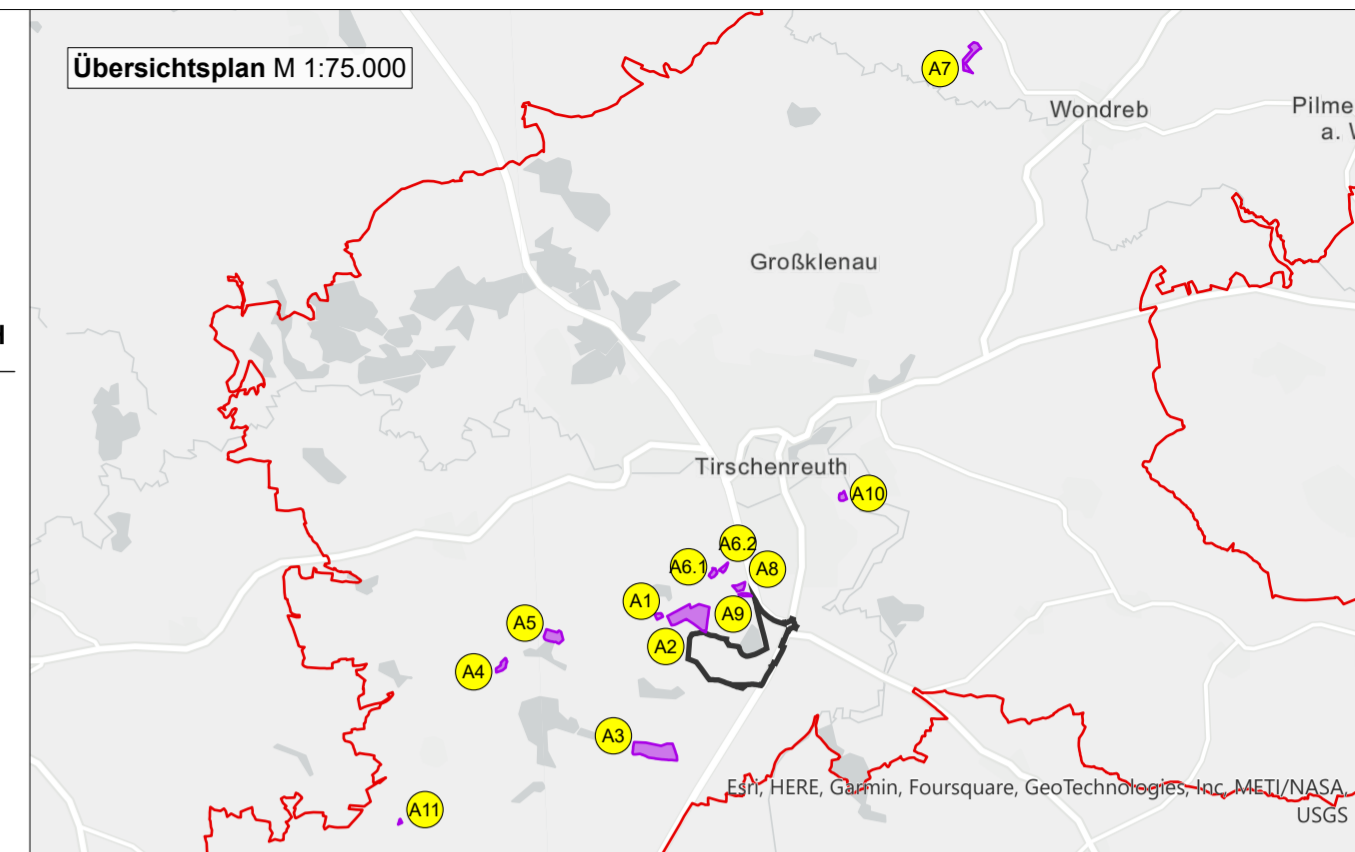 Übersichtsplan M 1:75.000
A7
Wondreb
Pilme
a. W
Großklenau
Tirschenreuth
A10
A6.2
A6.1
A8
A1
A9
A5
A2
A4
A3
A11
Esri, HERE, Garmin, Foursquare, GeoTechnologies, Inc, METI/NASA,
USGS